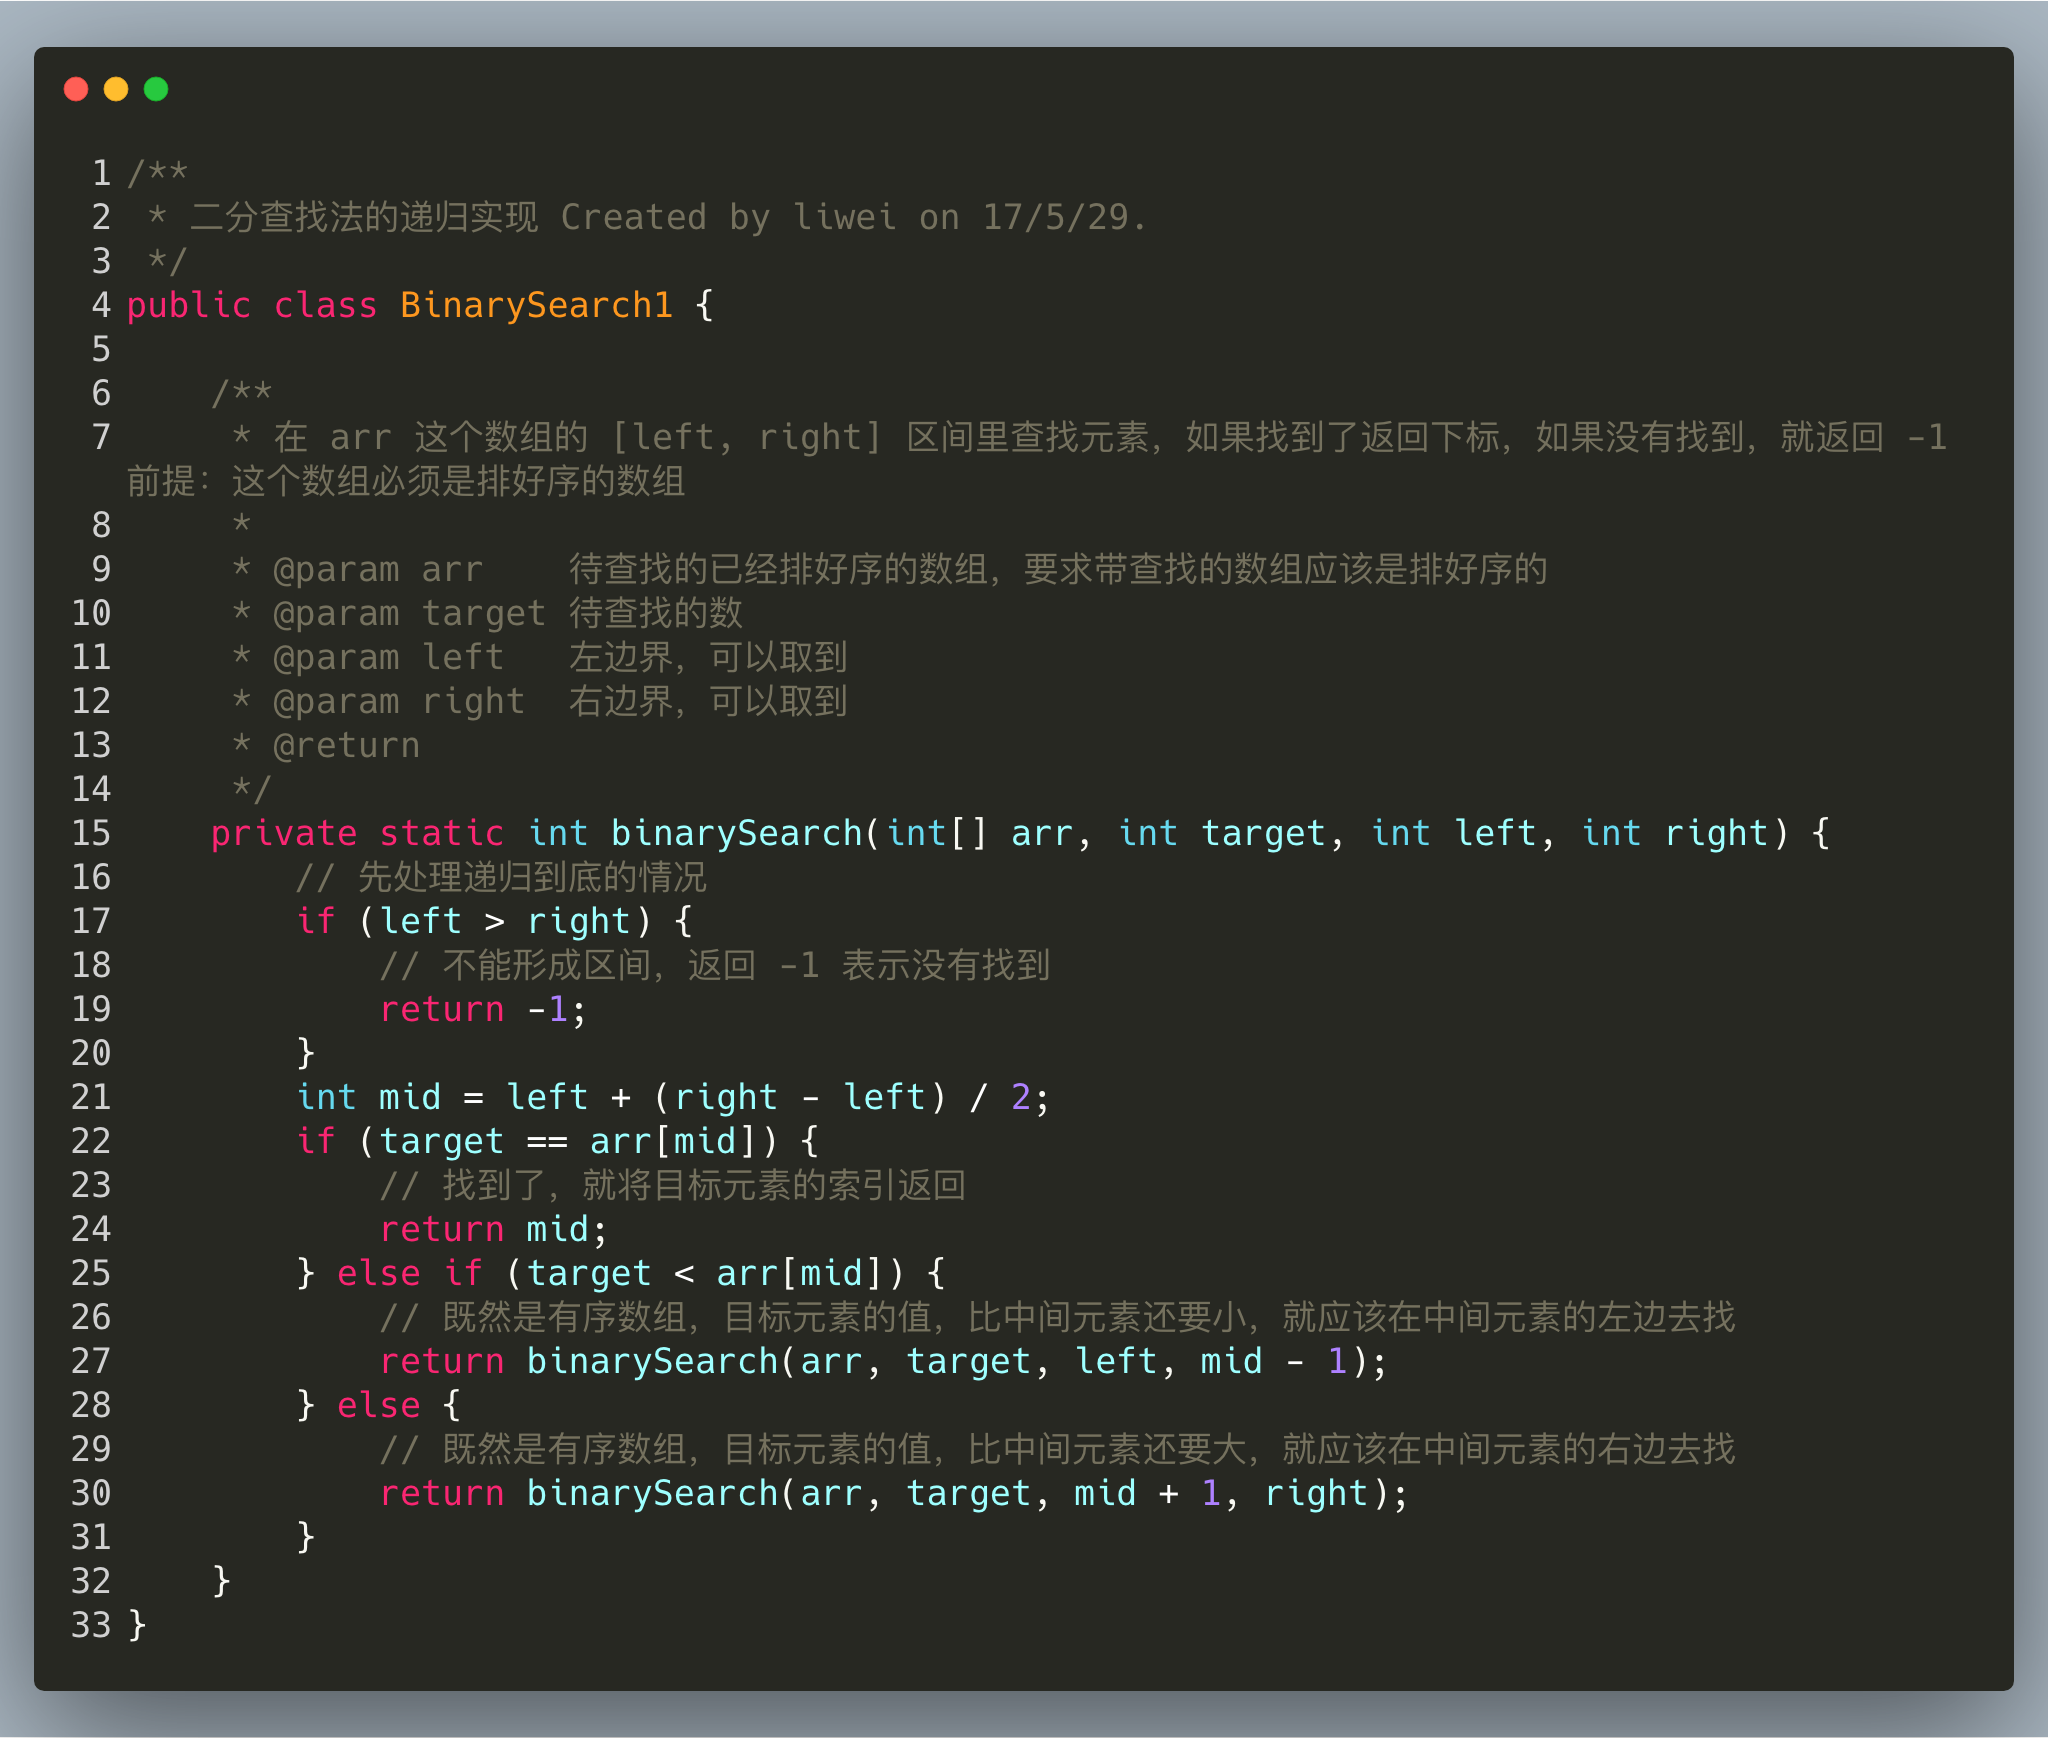 1 /**
2  * 二分查找法的递归实现 Created by liwei on 17/5/29.
3  */
4 public class BinarySearch1 {
5
6     /**
7      * 在 arr 这个数组的 [left, right] 区间里查找元素，如果找到了返回下标，如果没有找到，就返回 -1
前提：这个数组必须是排好序的数组
8      *
9      * @param arr    待查找的已经排好序的数组，要求带查找的数组应该是排好序的
10      * @param target 待查找的数
11      * @param left   左边界，可以取到
12      * @param right  右边界，可以取到
13      * @return
14      */
15     private static int binarySearch(int[] arr, int target, int left, int right) {
16         // 先处理递归到底的情况
17         if (left > right) {
18             // 不能形成区间，返回 -1 表示没有找到
19             return -1;
20         }
21         int mid = left + (right - left) / 2;
22         if (target == arr[mid]) {
23             // 找到了，就将目标元素的索引返回
24             return mid;
25         } else if (target < arr[mid]) {
26             // 既然是有序数组，目标元素的值，比中间元素还要小，就应该在中间元素的左边去找
27             return binarySearch(arr, target, left, mid - 1);
28         } else {
29             // 既然是有序数组，目标元素的值，比中间元素还要大，就应该在中间元素的右边去找
30             return binarySearch(arr, target, mid + 1, right);
31         }
32     }
33 }